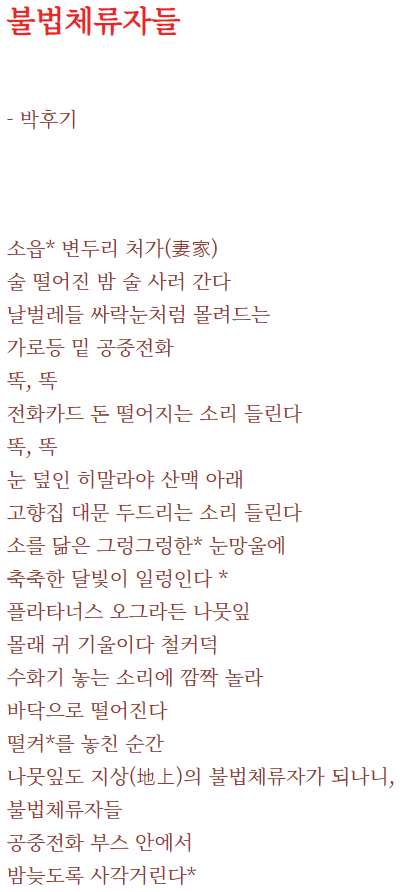 불법체류자들
- 박후기
소읍* 변두리 처가(妻家)
술 떨어진 밤 술 사러 간다
날벌레들 싸락눈처럼 몰려드는
가로등 밑 공중전화
똑, 똑
전화카드 돈 떨어지는 소리 들린다
똑, 똑
눈 덮인 히말라야 산맥 아래
고향집 대문 두드리는 소리 들린다
소를 닮은 그렁그렁한* 눈망울에
축축한 달빛이 일렁인다 *
플라타너스 오그라든 나뭇잎
몰래 귀 기울이다 철커덕
수화기 놓는 소리에 깜짝 놀라
바닥으로 떨어진다
떨켜*를 놓친 순간
나뭇잎도 지상(地上)의 불법체류자가 되나니,
불법체류자들
공중전화 부스 안에서
밤늦도록 사각거린다*